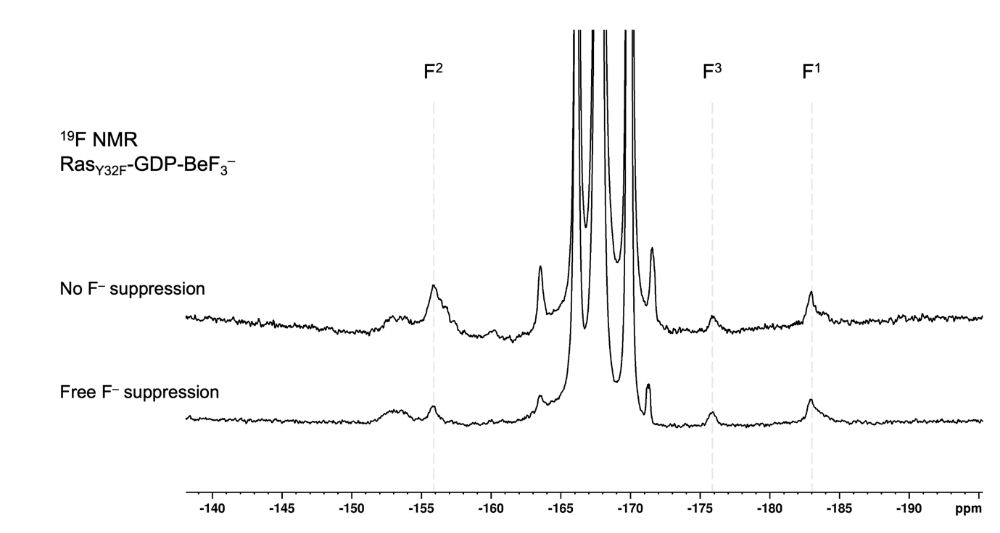 F² F³ F¹
¹⁹F NMR
Ras_Y32F-GDP-BeF₃⁻
No F⁻ suppression
Free F⁻ suppression
-140 -145 -150 -155 -160 -165 -170 -175 -180 -185 -190 ppm